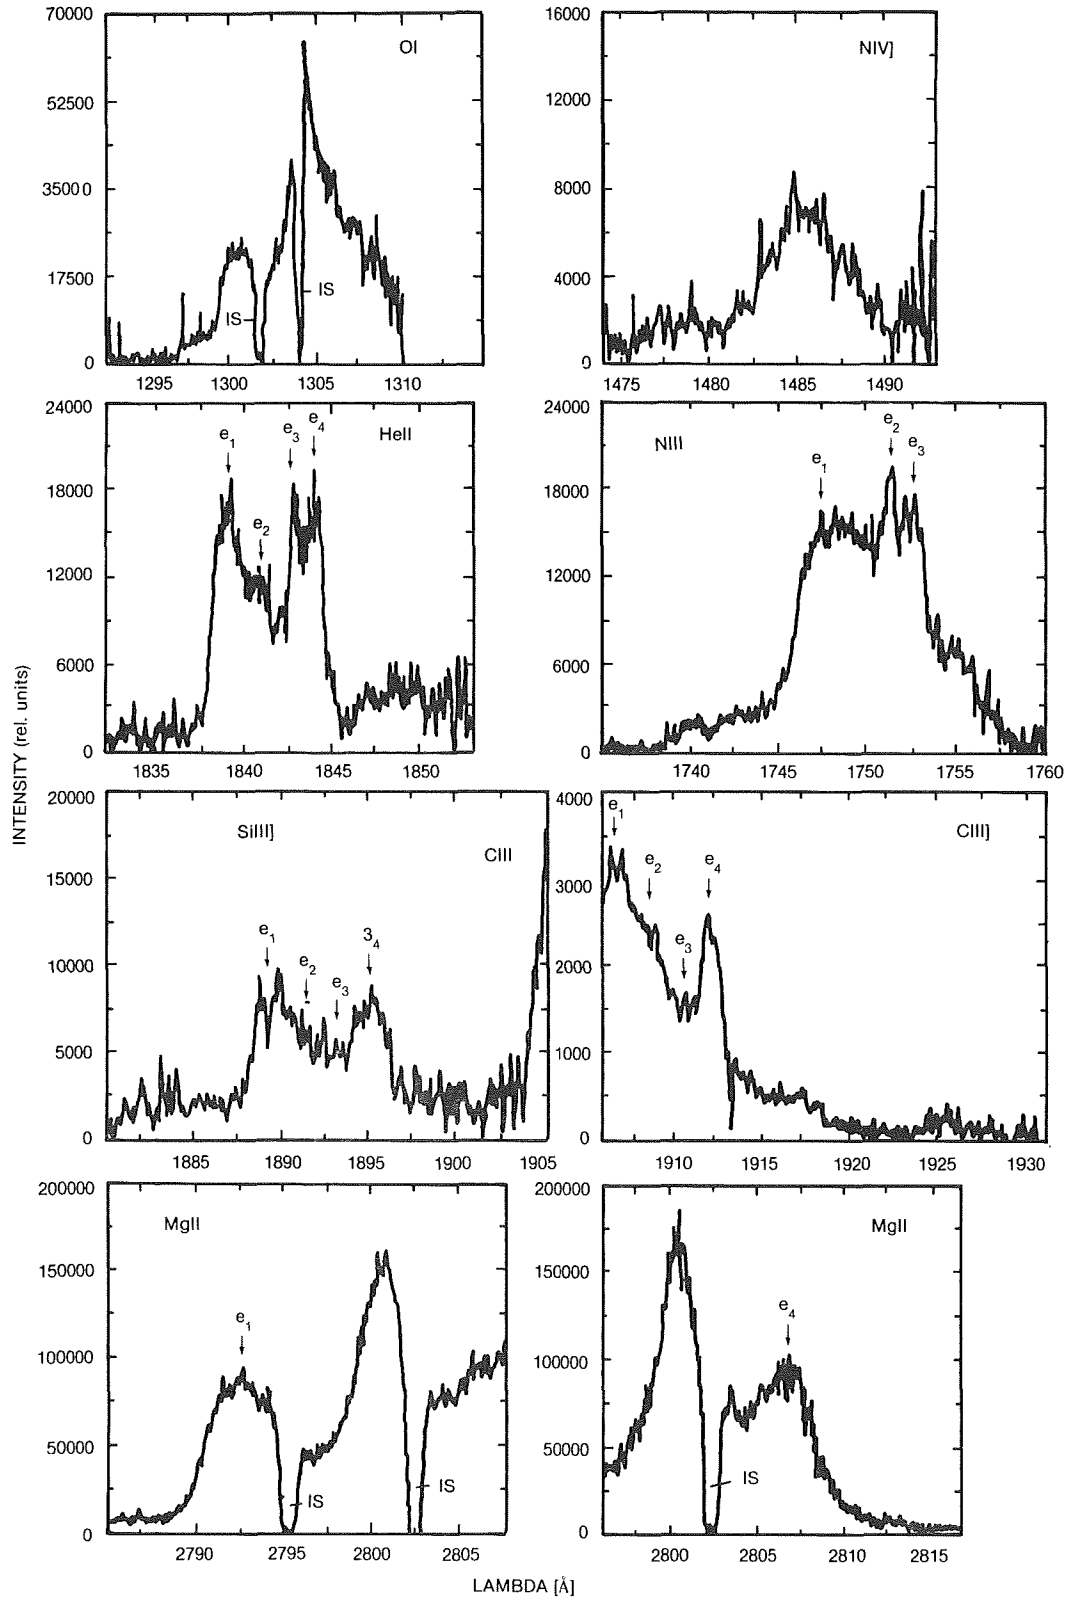 70000 OI 16000 NIV]
52500 12000
3500 0 8000
17500 4000
IS IS
0 0
1295 1300 1305 1310 1475 1480 1485 1490
24000 e1 e3 e4 HeII 24000 NIII e1 e2 e3
18000 18000
e2
12000 12000
6000 6000
0 0
1835 1840 1845 1850 1740 1745 1750 1755 1760
20000 SiIII] CIII 4000 e1 CIII]
15000 3000 e2 e4
e1 e2 e3 34 e3
10000 2000
5000 1000
0 0
1885 1890 1895 1900 1905 1910 1915 1920 1925 1930
200000 MgII 200000 MgII
150000 150000
e1 e4
100000 100000
50000 50000
IS IS IS
0 0
2790 2795 2800 2805 2800 2805 2810 2815
INTENSITY (rel. units)
LAMBDA [Å]